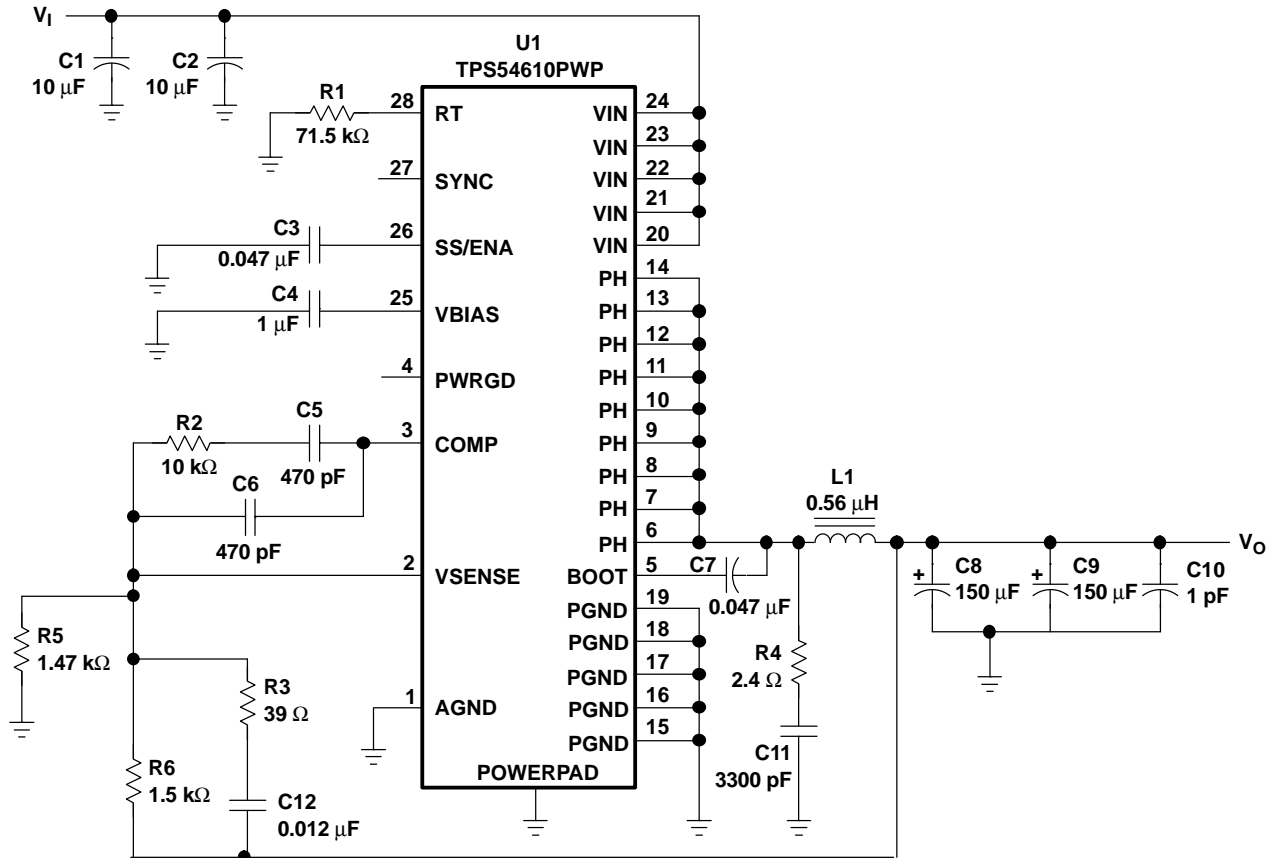 V_I
C1
10 μF
C2
10 μF
U1
TPS54610PWP
R1
71.5 kΩ
28
RT
27
SYNC
C3
0.047 μF
26
SS/ENA
C4
1 μF
25
VBIAS
4
PWRGD
R2
10 kΩ
C5
470 pF
3
COMP
C6
470 pF
2
VSENSE
R5
1.47 kΩ
R3
39 Ω
1
AGND
R6
1.5 kΩ
C12
0.012 μF
POWERPAD
VIN
24
VIN
23
VIN
22
VIN
21
VIN
20
PH
14
PH
13
PH
12
PH
11
PH
10
PH
9
PH
8
PH
7
PH
6
BOOT
5
PGND
19
PGND
18
PGND
17
PGND
16
PGND
15
C7
0.047 μF
L1
0.56 μH
R4
2.4 Ω
C11
3300 pF
+
C8
150 μF
+
C9
150 μF
C10
1 pF
V_O